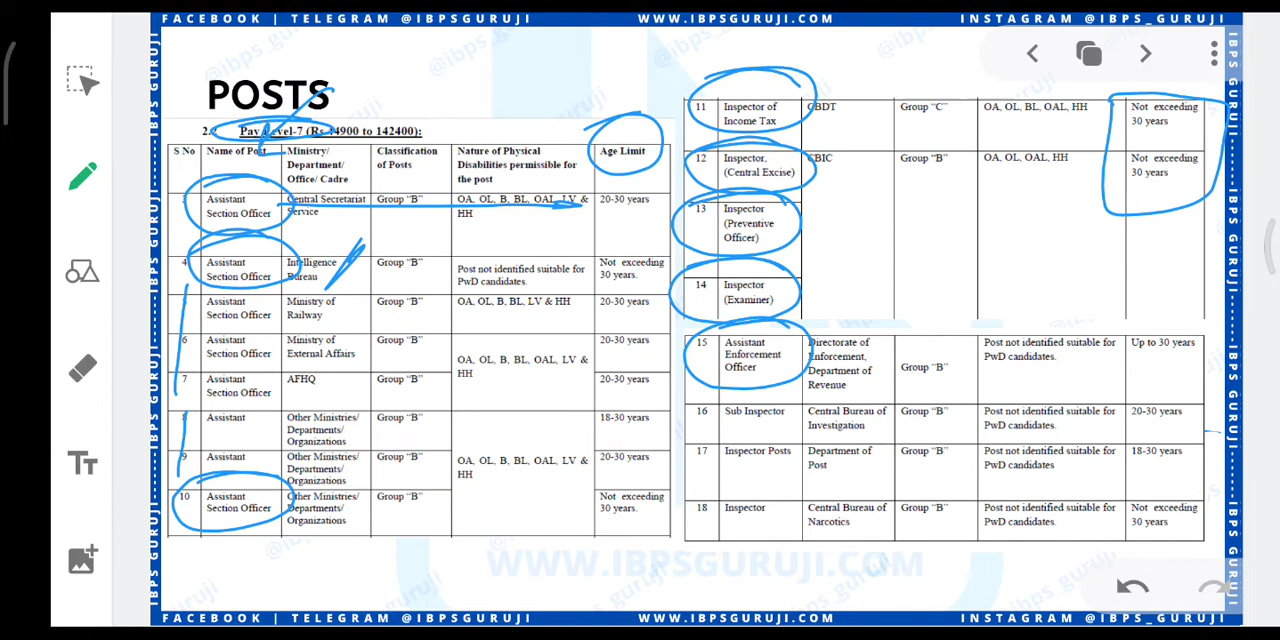 FACEBOOK | TELEGRAM @IBPSGURUJI WWW.IBPSGURUJI.COM INSTAGRAM @IBPS_GURUJI
POSTS
Pay Level-7 (Rs 44900 to 142400):
S No Name of Post Ministry/ Department/ Office/ Cadre Classification of Posts Nature of Physical Disabilities permissible for the post Age Limit
3 Assistant Section Officer Central Secretariat Service Group “B” OA, OL, B, BL, OAL, LV & HH 20-30 years
4 Assistant Section Officer Intelligence Bureau Group “B” Post not identified suitable for PwD candidates. Not exceeding 30 years.
Assistant Section Officer Ministry of Railway Group “B” OA, OL, B, BL, LV & HH 20-30 years
6 Assistant Section Officer Ministry of External Affairs Group “B” OA, OL, B, BL, OAL, LV & HH 20-30 years
7 Assistant Section Officer AFHQ Group “B” 20-30 years
Assistant Other Ministries/ Departments/ Organizations Group “B” 18-30 years
9 Assistant Other Ministries/ Departments/ Organizations Group “B” OA, OL, B, BL, OAL, LV & HH 20-30 years
10 Assistant Section Officer Other Ministries/ Departments/ Organizations Group “B” Not exceeding 30 years.
11 Inspector of Income Tax CBDT Group “C” OA, OL, BL, OAL, HH Not exceeding 30 years
12 Inspector, (Central Excise) CBIC Group “B” OA, OL, OAL, HH Not exceeding 30 years
13 Inspector (Preventive Officer)
14 Inspector (Examiner)
15 Assistant Enforcement Officer Directorate of Enforcement, Department of Revenue Group “B” Post not identified suitable for PwD candidates. Up to 30 years
16 Sub Inspector Central Bureau of Investigation Group “B” Post not identified suitable for PwD candidates. 20-30 years
17 Inspector Posts Department of Post Group “B” Post not identified suitable for PwD candidates 18-30 years
18 Inspector Central Bureau of Narcotics Group “B” Post not identified suitable for PwD candidates. Not exceeding 30 years
WWW.IBPSGURUJI.COM
FACEBOOK | TELEGRAM @IBPSGURUJI WWW.IBPSGURUJI.COM INSTAGRAM @IBPS_GURUJI